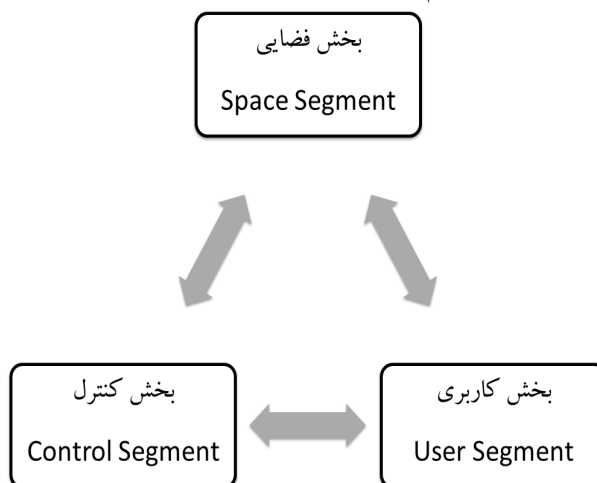 بخش فضایی
Space Segment
بخش کنترل
Control Segment
بخش کاربری
User Segment